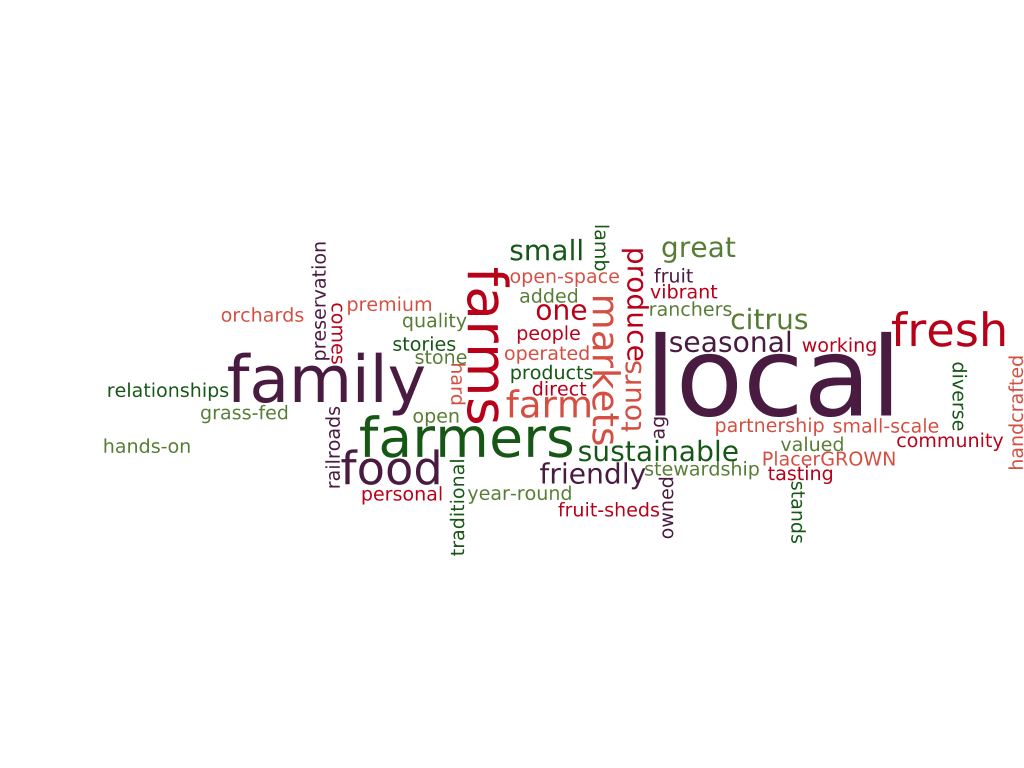 lamb
small
great
preservation
produce
open-space
fruit
farms
added
vibrant
premium
comes
orchards
markets
one
ranchers
citrus
quality
people
fresh
stories
seasonal
working
operated
stone
local
products
hard
family
direct
relationships
tours
farm
diverse
handcrafted
grass-fed
open
not
ag
partnership
small-scale
railroads
farmers
hands-on
community
valued
sustainable
PlacerGROWN
food
friendly
stewardship
tasting
personal
year-round
traditional
fruit-sheds
owned
stands